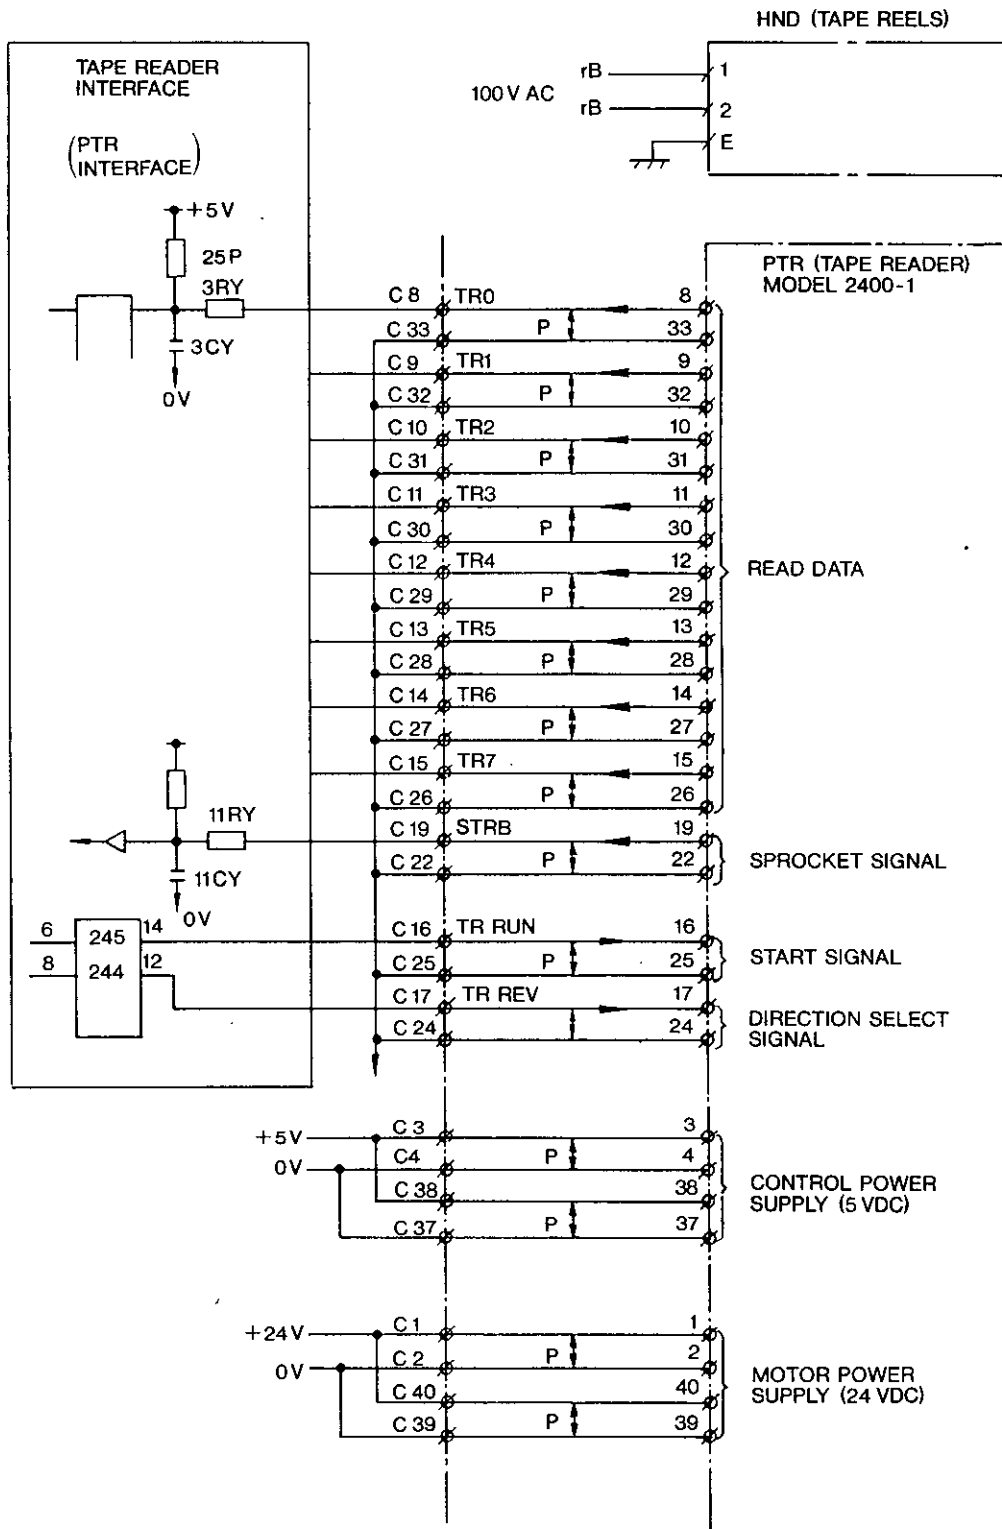 HND (TAPE REELS)
TAPE READER
INTERFACE
(PTR
INTERFACE)
100V AC
rB
1
rB
2
E
+5V
25P
3RY
3CY
0V
PTR (TAPE READER)
MODEL 2400-1
C 8 TR0 8
C 33 P 33
C 9 TR1 9
C 32 P 32
C 10 TR2 10
C 31 P 31
C 11 TR3 11
C 30 P 30
C 12 TR4 12
C 29 P 29
C 13 TR5 13
C 28 P 28
C 14 TR6 14
C 27 P 27
C 15 TR7 15
C 26 P 26
READ DATA
11RY
11CY
0V
C 19 STRB 19
C 22 P 22
SPROCKET SIGNAL
6 245 14
8 244 12
C 16 TR RUN 16
C 25 P 25
START SIGNAL
C 17 TR REV 17
C 24 24
DIRECTION SELECT
SIGNAL
+5V C 3 3
0V C4 P 4
C 38 38
C 37 P 37
CONTROL POWER
SUPPLY (5 VDC)
+24V C 1 1
0V C 2 P 2
C 40 40
C 39 P 39
MOTOR POWER
SUPPLY (24 VDC)